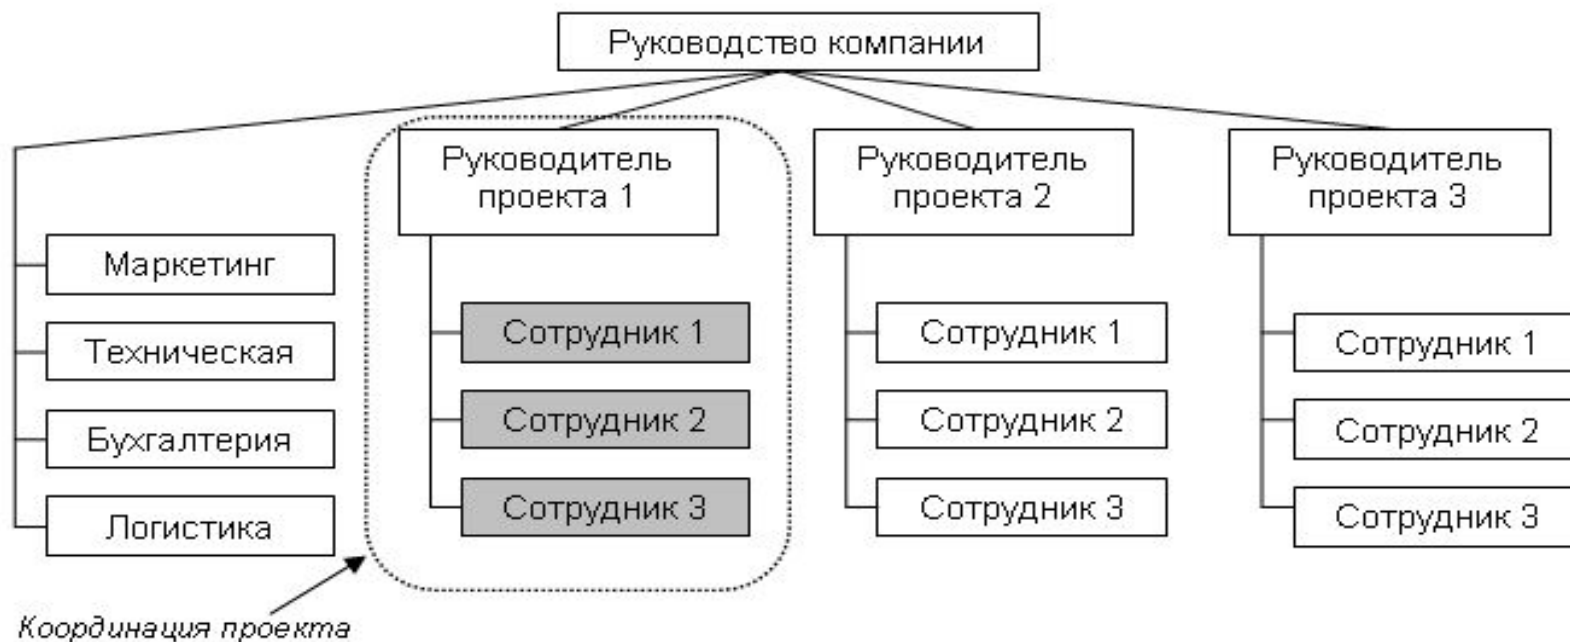 Руководство компании
Руководитель
проекта 1
Руководитель
проекта 2
Руководитель
проекта 3
Маркетинг
Техническая
Бухгалтерия
Логистика
Сотрудник 1
Сотрудник 2
Сотрудник 3
Сотрудник 1
Сотрудник 2
Сотрудник 3
Сотрудник 1
Сотрудник 2
Сотрудник 3
Координация проекта